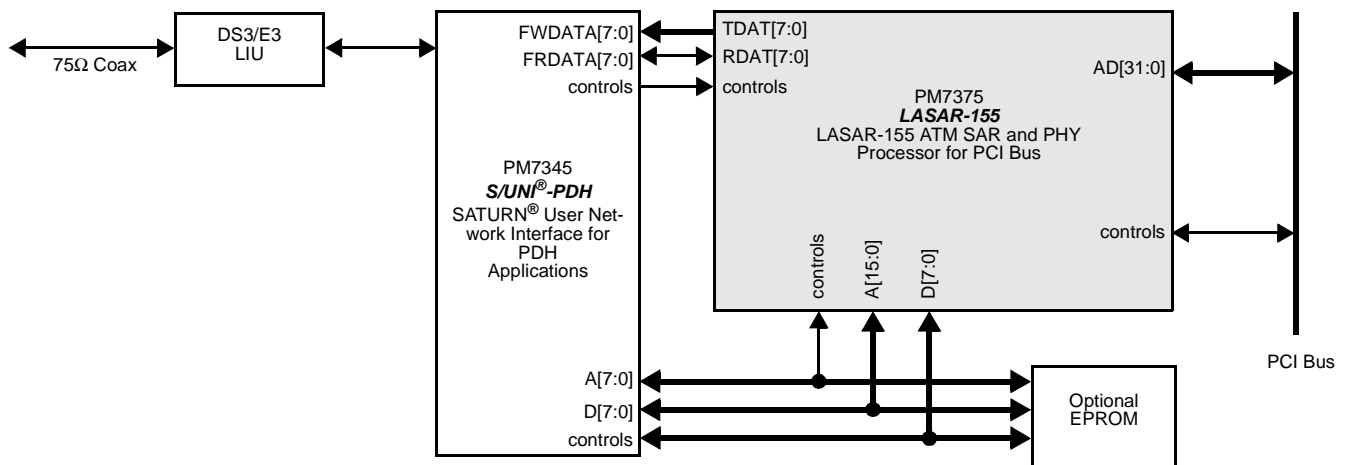 DS3/E3
LIU
75Ω Coax
FWDATA[7:0]
FRDATA[7:0]
controls
PM7345
S/UNI®-PDH
SATURN® User Net-
work Interface for
PDH
Applications
A[7:0]
D[7:0]
controls
TDAT[7:0]
RDAT[7:0]
controls
PM7375
LASAR-155
LASAR-155 ATM SAR and PHY
Processor for PCI Bus
AD[31:0]
controls
controls
A[15:0]
D[7:0]
PCI Bus
Optional
EPROM